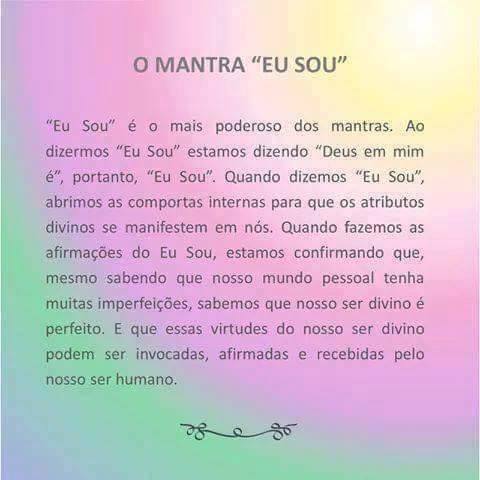 O MANTRA “EU SOU”
“Eu Sou” é o mais poderoso dos mantras. Ao
dizermos “Eu Sou” estamos dizendo “Deus em mim
é”, portanto, “Eu Sou”. Quando dizemos “Eu Sou”,
abrimos as comportas internas para que os atributos
divinos se manifestem em nós. Quando fazemos as
afirmações do Eu Sou, estamos confirmando que,
mesmo sabendo que nosso mundo pessoal tenha
muitas imperfeições, sabemos que nosso ser divino é
perfeito. E que essas virtudes do nosso ser divino
podem ser invocadas, afirmadas e recebidas pelo
nosso ser humano.